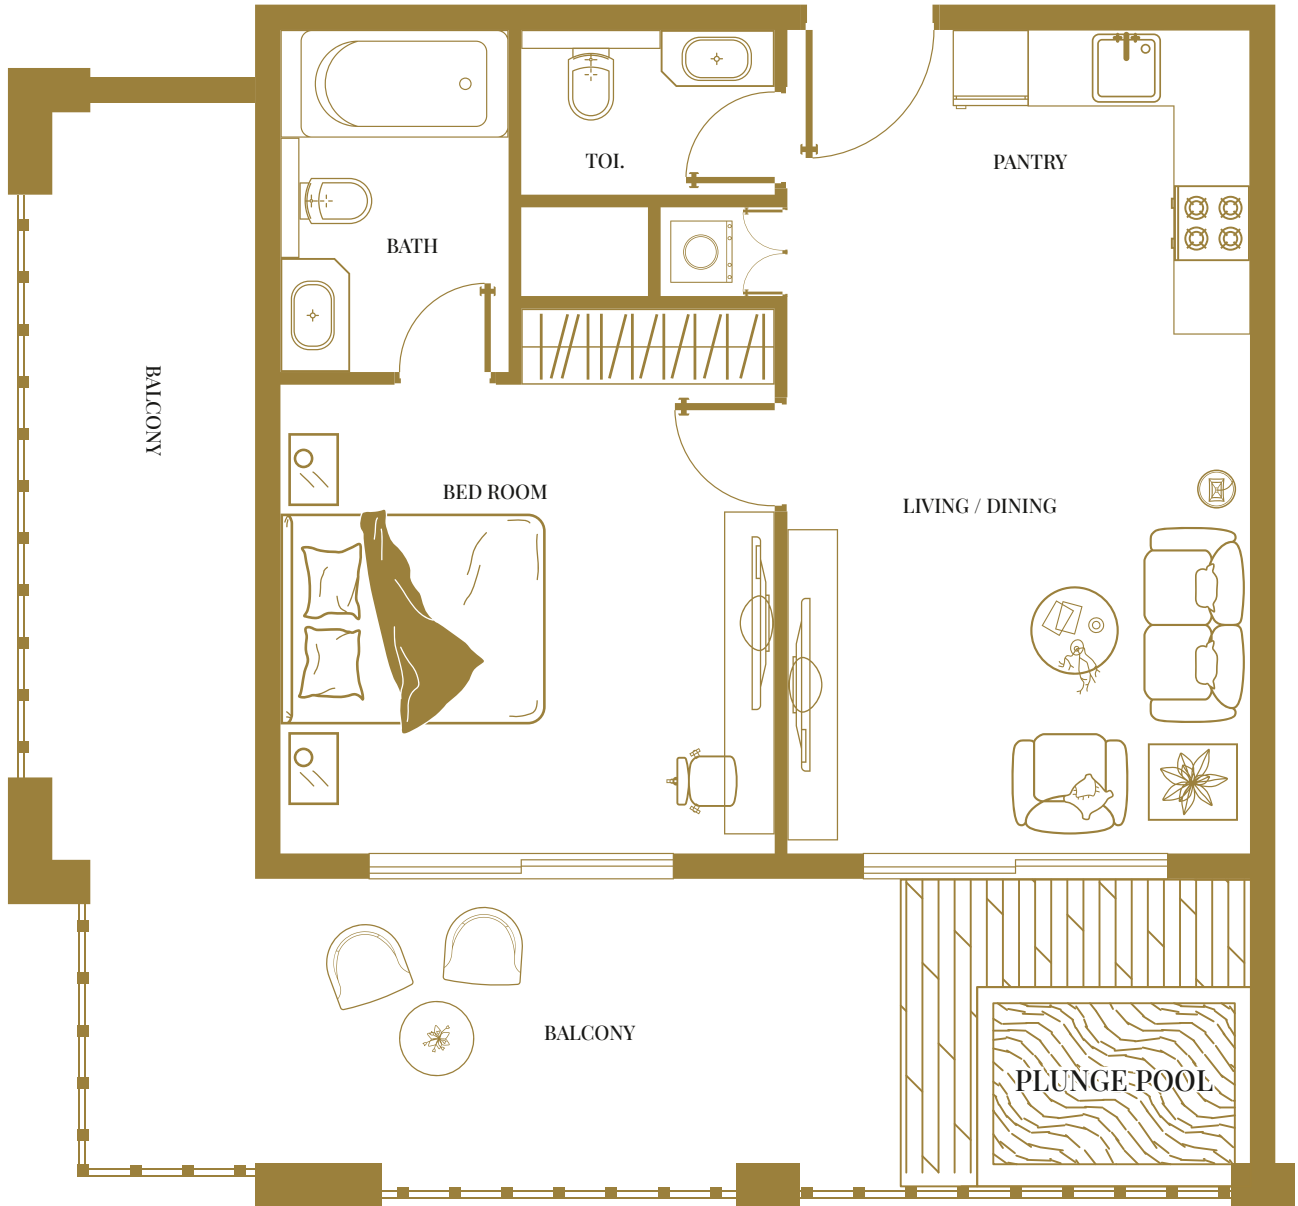 TOI.
PANTRY
BATH
BALCONY
BED ROOM
LIVING / DINING
BALCONY
PLUNGE POOL